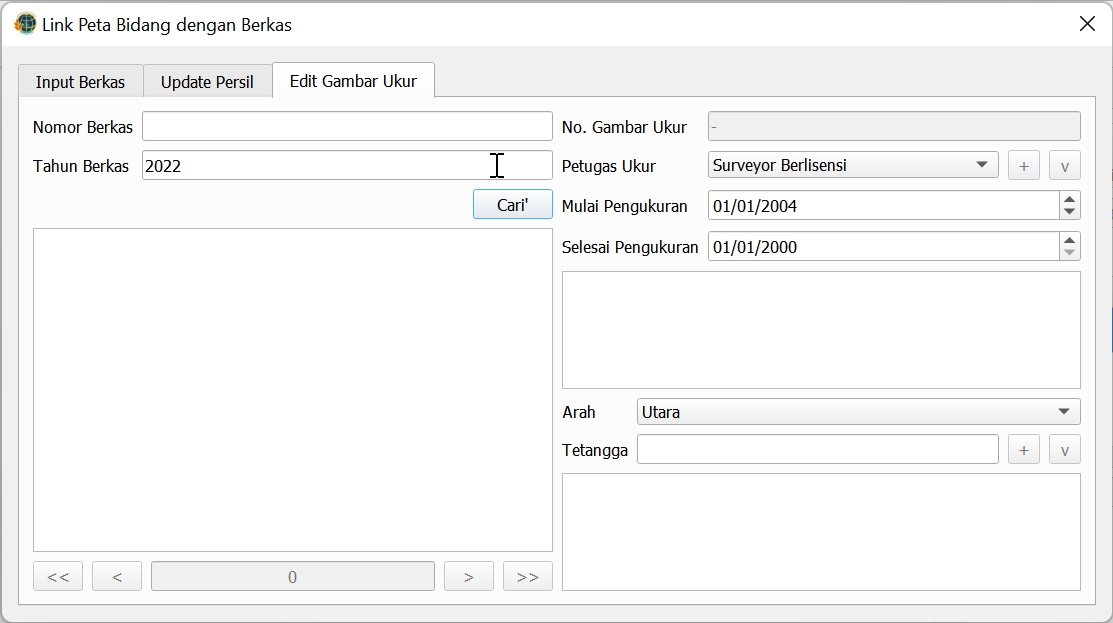 Link Peta Bidang dengan Berkas
Input Berkas
Update Persil
Edit Gambar Ukur
Nomor Berkas
Tahun Berkas 2022
Cari'
<<
<
0
>
>>
No. Gambar Ukur -
Petugas Ukur Surveyor Berlisensi + v
Mulai Pengukuran 01/01/2004
Selesai Pengukuran 01/01/2000
Arah Utara
Tetangga + v